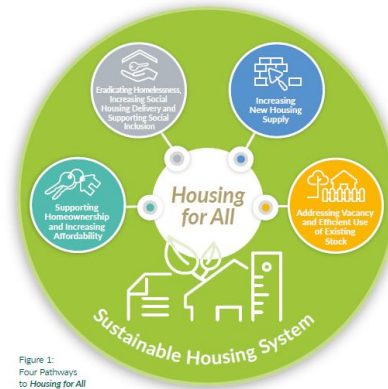 Eradicating Homelessness,
Increasing Social
Housing Delivery and
Supporting Social
Inclusion
Increasing
New Housing
Supply
Supporting
Homeownership
and Increasing
Affordability
Housing
for All
Addressing Vacancy
and Efficient Use
of Existing
Stock
Sustainable Housing System
Figure 1:
Four Pathways
to Housing for All